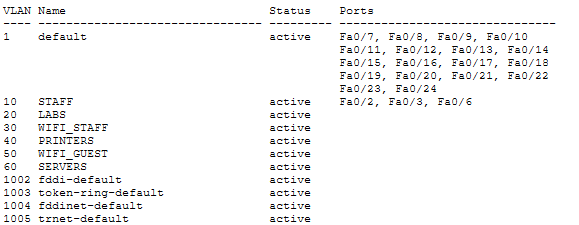 VLAN Name                             Status    Ports
---- -------------------------------- --------- -------------------------------
1    default                          active    Fa0/7, Fa0/8, Fa0/9, Fa0/10
                                                Fa0/11, Fa0/12, Fa0/13, Fa0/14
                                                Fa0/15, Fa0/16, Fa0/17, Fa0/18
                                                Fa0/19, Fa0/20, Fa0/21, Fa0/22
                                                Fa0/23, Fa0/24
10   STAFF                            active    Fa0/2, Fa0/3, Fa0/6
20   LABS                             active
30   WIFI_STAFF                       active
40   PRINTERS                         active
50   WIFI_GUEST                       active
60   SERVERS                          active
1002 fddi-default                     active
1003 token-ring-default               active
1004 fddinet-default                  active
1005 trnet-default                    active